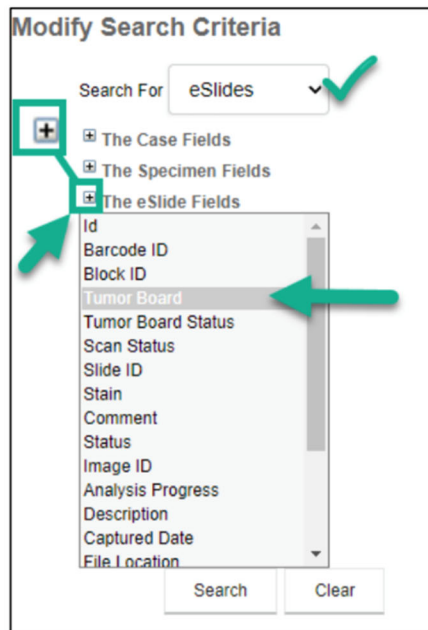 Modify Search Criteria
Search For eSlides
The Case Fields
The Specimen Fields
The eSlide Fields
Id
Barcode ID
Block ID
Tumor Board
Tumor Board Status
Scan Status
Slide ID
Stain
Comment
Status
Image ID
Analysis Progress
Description
Captured Date
File Location
Search Clear